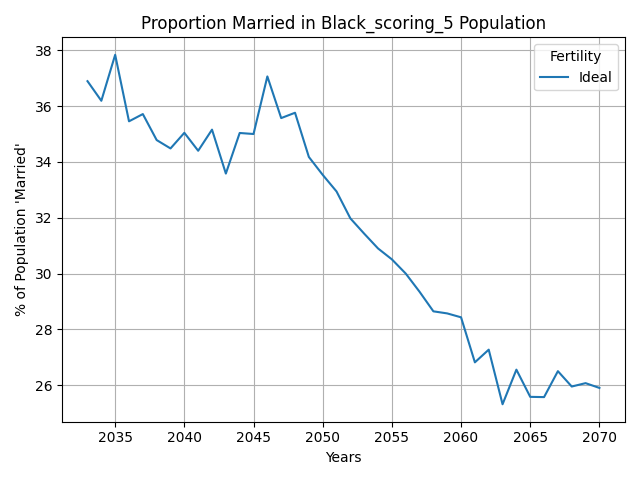 Proportion Married in Black_scoring_5 Population
Fertility
Ideal
% of Population 'Married'
38
36
34
32
30
28
26
2035 2040 2045 2050 2055 2060 2065 2070
Years